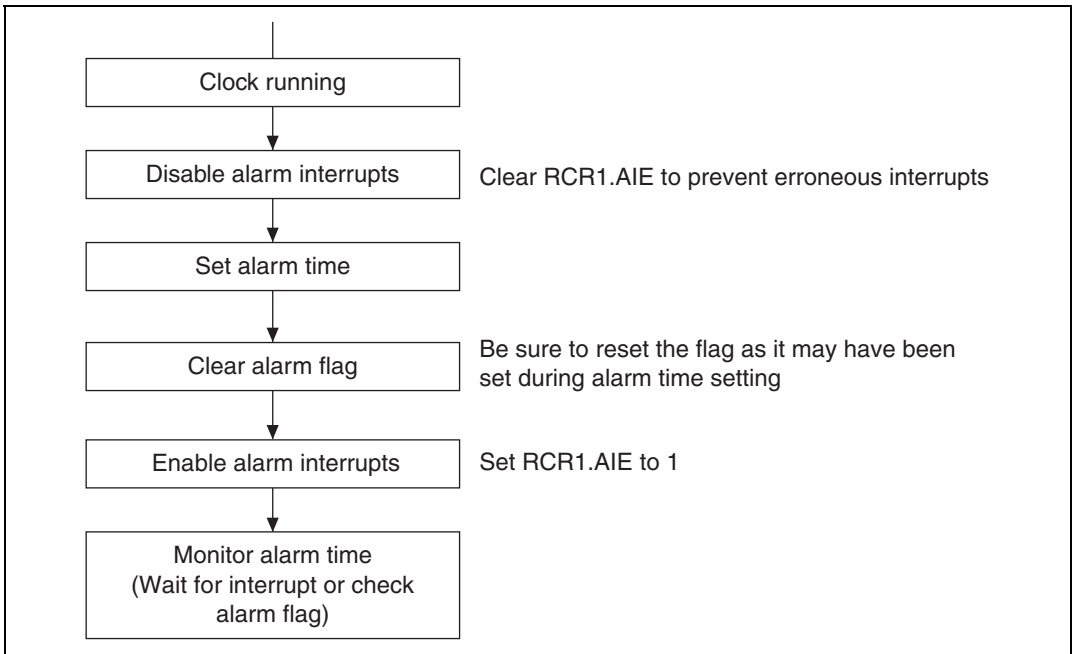 Clock running
Disable alarm interrupts
Clear RCR1.AIE to prevent erroneous interrupts
Set alarm time
Clear alarm flag
Be sure to reset the flag as it may have been
set during alarm time setting
Enable alarm interrupts
Set RCR1.AIE to 1
Monitor alarm time
(Wait for interrupt or check
alarm flag)